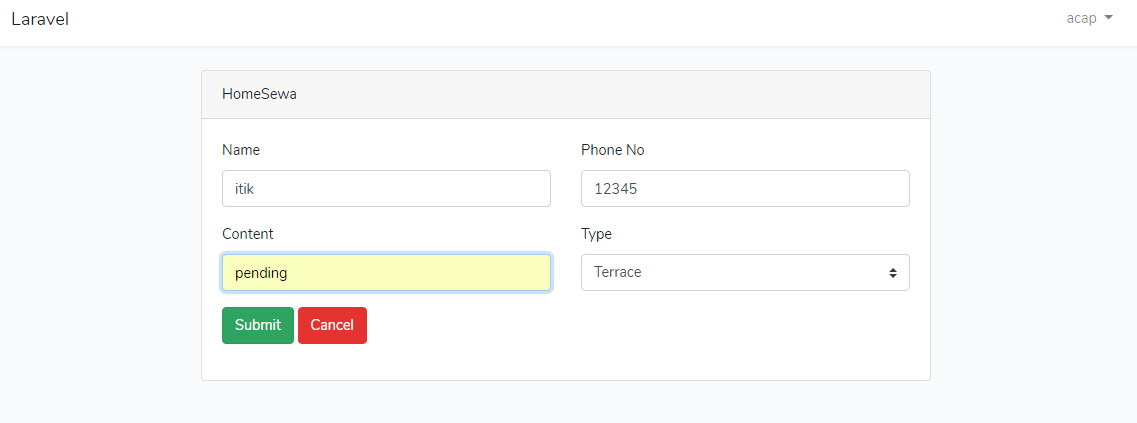 Laravel
acap
HomeSewa
Name
Phone No
itik
12345
Content
Type
pending
Terrace
Submit
Cancel